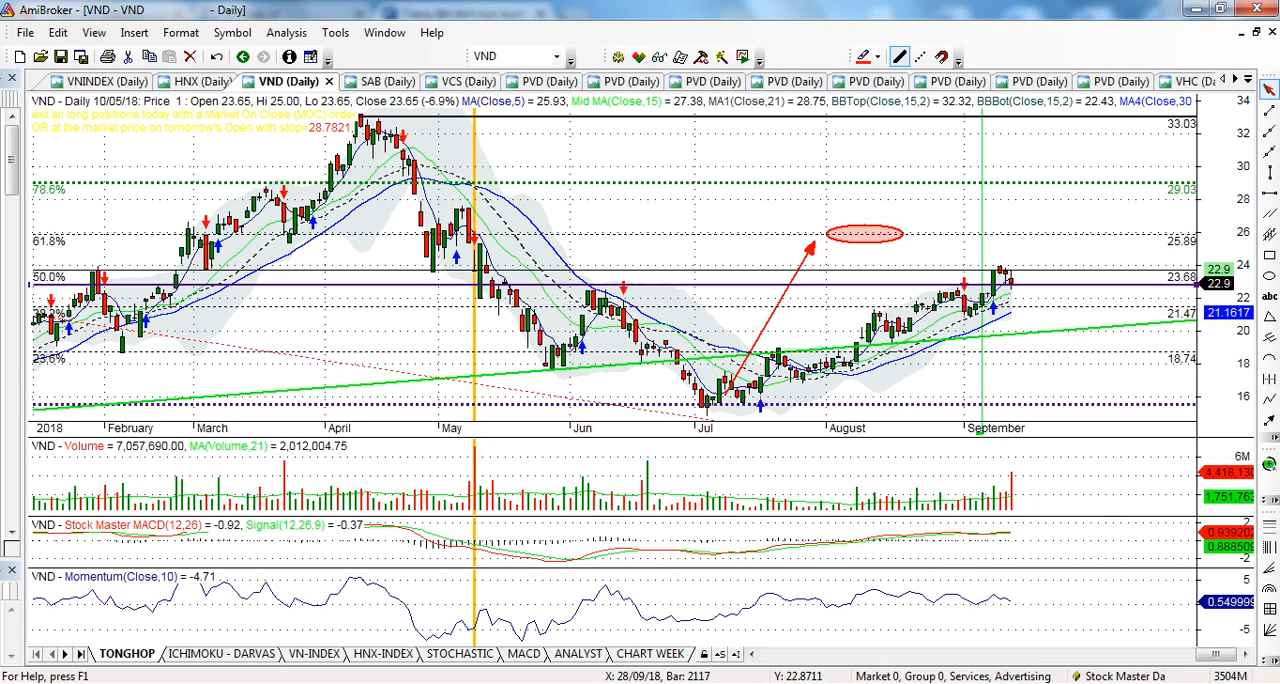 AmiBroker - [VND - VND - Daily]
File Edit View Insert Format Symbol Analysis Tools Window Help
VND
VNINDEX (Daily) HNX (Daily) VND (Daily) SAB (Daily) VCS (Daily) PVD (Daily) PVD (Daily) PVD (Daily) PVD (Daily) PVD (Daily) PVD (Daily) PVD (Daily) PVD (Daily) VHC (Da
VND - Daily 10/05/18: Price 1 : Open 23.65, Hi 25.00, Lo 23.65, Close 23.65 (-6.9%) MA(Close,5) = 25.93, Mid MA(Close,15) = 27.38, MA1(Close,21) = 28.75, BBTop(Close,15,2) = 32.32, BBBot(Close,15,2) = 22.43, MA4(Close,30
34
ext all long positions today with a Market On Close (MOC) order
OR at the market price on tomorrow's Open with stop=28.7821
33.03
32
30
78.6%
29.03
28
26
61.8%
25.89
24
22.9
50.0%
23.68
22.9
22
38.2%
21.47
21.1617
20
23.6%
18.74
18
16
2018 February March April May Jun Jul August September
VND - Volume = 7,057,690.00, MA(Volume,21) = 2,012,004.75
6M
4,418,130
1,751,763
VND - Stock Master MACD(12,26) = -0.92, Signal(12,26,9) = -0.37
2
0.939202
0.888509
-2
VND - Momentum(Close,10) = -4.71
5
0.549999
-5
TONGHOP ICHIMOKU - DARVAS VN-INDEX HNX-INDEX STOCHASTIC MACD ANALYST CHART WEEK
For Help, press F1 X: 28/09/18, Bar: 2117 Y: 22.8711 Market 0, Group 0, Services, Advertising Stock Master Da 3504M
abc